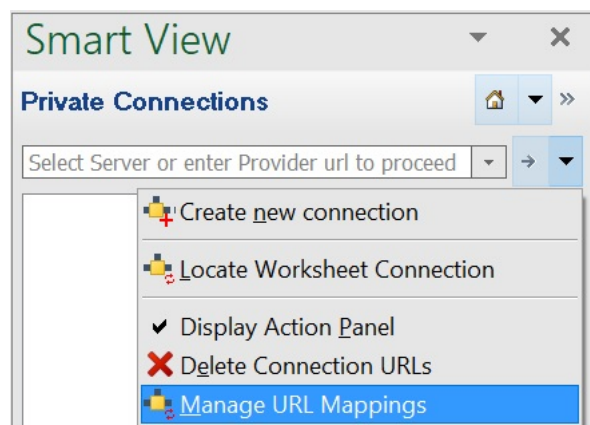 Smart View
Private Connections
Select Server or enter Provider url to proceed
Create new connection
Locate Worksheet Connection
Display Action Panel
Delete Connection URLs
Manage URL Mappings